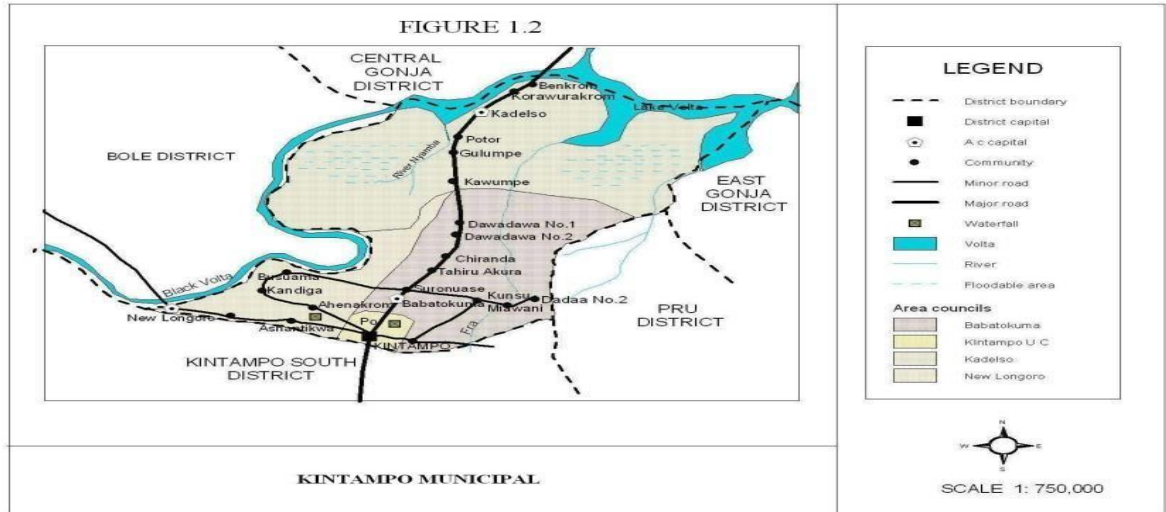 FIGURE 1.2
CENTRAL
GONJA
DISTRICT
Benkrom
Korawurakrom
Lake Volta
Kadelso
BOLE DISTRICT
Potor
Gulumpe
River Nyamba
Kawumpe
EAST
GONJA
DISTRICT
Dawadawa No.1
Dawadawa No.2
Chiranda
Tahiru Akura
Black Volta
Busuama
Kandiga
Suronuase
Babatokuma
Kunsu
Miawani
Dadaa No.2
Ahenakrom
New Longoro
Ashantikwa
Po
Fra
KINTAMPO
PRU
DISTRICT
KINTAMPO SOUTH
DISTRICT
LEGEND
District boundary
District capital
A c capital
Community
Minor road
Major road
Waterfall
Volta
River
Floodable area
Area councils
Babatokuma
Kintampo U C
Kadelso
New Longoro
N
W E
S
SCALE 1: 750,000
KINTAMPO MUNICIPAL